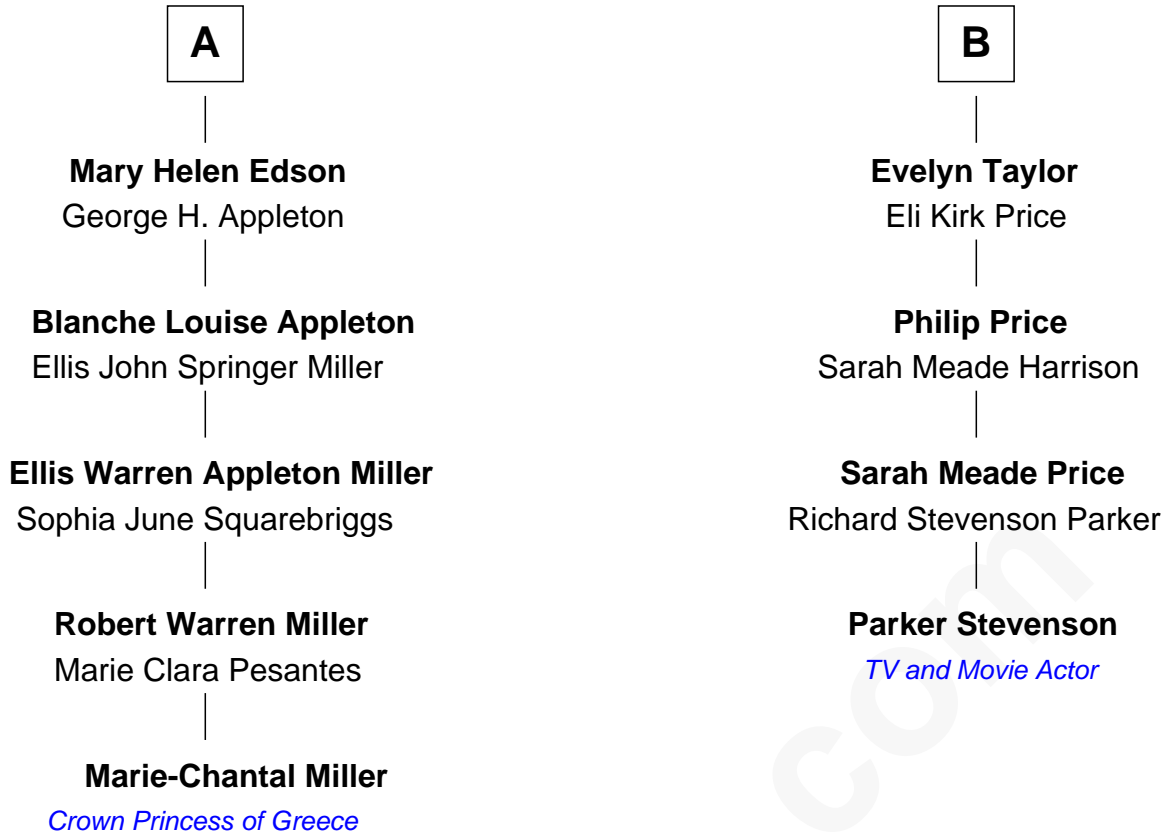 A
Mary Helen Edson
George H. Appleton
Blanche Louise Appleton
Ellis John Springer Miller
Ellis Warren Appleton Miller
Sophia June Squarebriggs
Robert Warren Miller
Marie Clara Pesantes
Marie-Chantal Miller
Crown Princess of Greece
B
Evelyn Taylor
Eli Kirk Price
Philip Price
Sarah Meade Harrison
Sarah Meade Price
Richard Stevenson Parker
Parker Stevenson
TV and Movie Actor
com